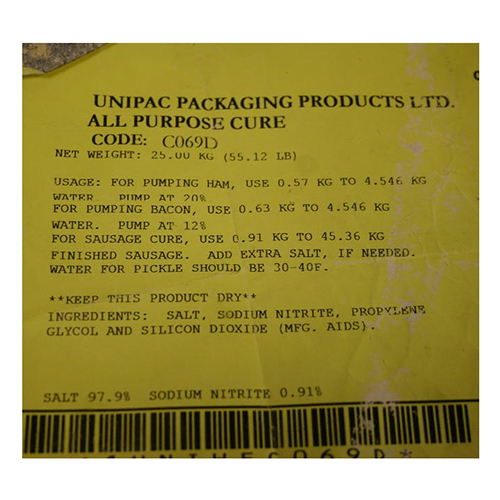 UNIPAC PACKAGING PRODUCTS LTD.
ALL PURPOSE CURE
CODE: C069D
NET WEIGHT: 25.00 KG (55.12 LB)
USAGE: FOR PUMPING HAM, USE 0.57 KG TO 4.546 KG
WATER. PUMP AT 20%
FOR PUMPING BACON, USE 0.63 KG TO 4.546 KG
WATER. PUMP AT 12%
FOR SAUSAGE CURE, USE 0.91 KG TO 45.36 KG
FINISHED SAUSAGE. ADD EXTRA SALT, IF NEEDED.
WATER FOR PICKLE SHOULD BE 30-40F.
**KEEP THIS PRODUCT DRY**
INGREDIENTS: SALT, SODIUM NITRITE, PROPYLENE
GLYCOL AND SILICON DIOXIDE (MFG. AIDS).
SALT 97.9% SODIUM NITRITE 0.91%